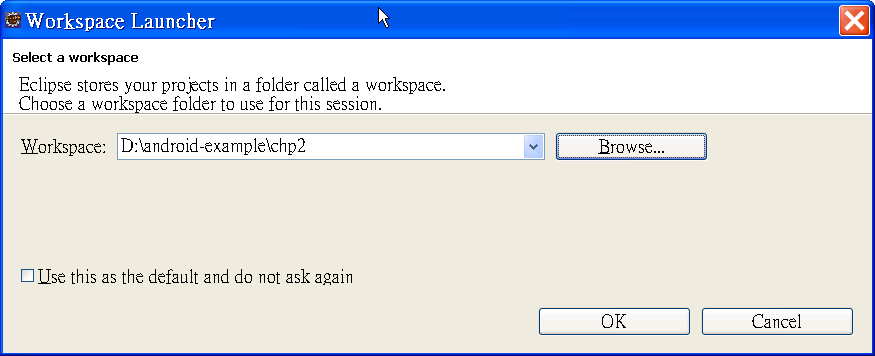 Workspace Launcher
Select a workspace
Eclipse stores your projects in a folder called a workspace.
Choose a workspace folder to use for this session.
Workspace: D:\android-example\chp2 Browse...
Use this as the default and do not ask again
OK Cancel